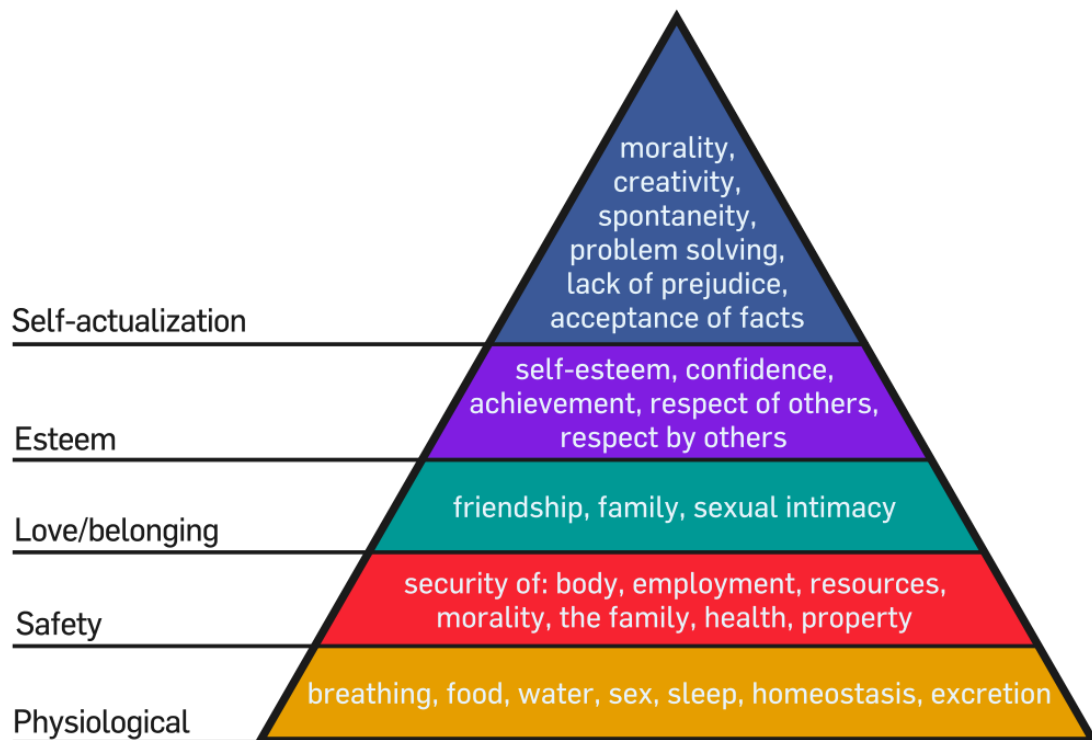 morality,
creativity,
spontaneity,
problem solving,
lack of prejudice,
acceptance of facts
Self-actualization
self-esteem, confidence,
achievement, respect of others,
respect by others
Esteem
friendship, family, sexual intimacy
Love/belonging
security of: body, employment, resources,
morality, the family, health, property
Safety
breathing, food, water, sex, sleep, homeostasis, excretion
Physiological